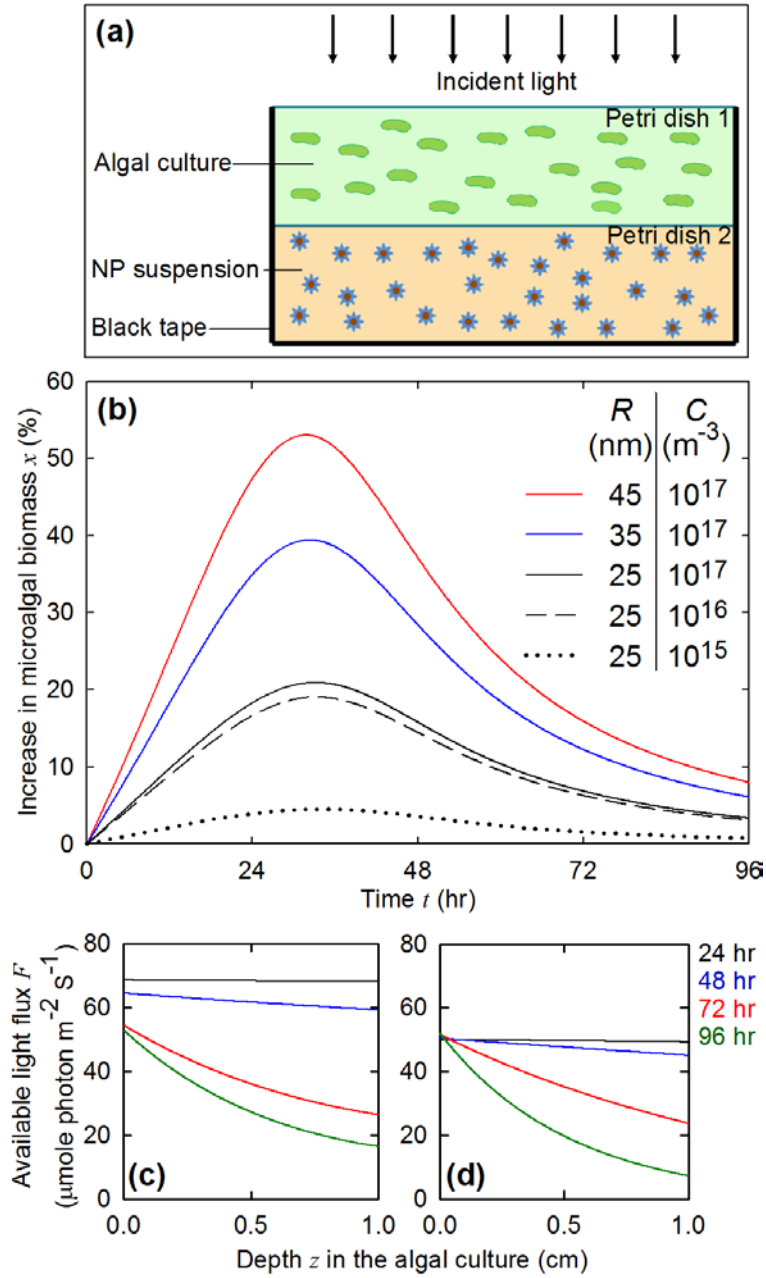 (a)
Incident light
Petri dish 1
Algal culture
Petri dish 2
NP suspension
Black tape
(b)
Increase in microalgal biomass x (%)
60
50
40
30
20
10
0
R C
(nm) (m⁻³)
45 10¹⁷
35 10¹⁷
25 10¹⁷
25 10¹⁶
25 10¹⁵
0 24 48 72 96
Time t (hr)
Available light flux F
(μmole photon m⁻² S⁻¹)
80
60
40
20
0
(c)
0.0 0.5 1.0
80
60
40
20
0
(d)
0.0 0.5 1.0
24 hr
48 hr
72 hr
96 hr
Depth z in the algal culture (cm)